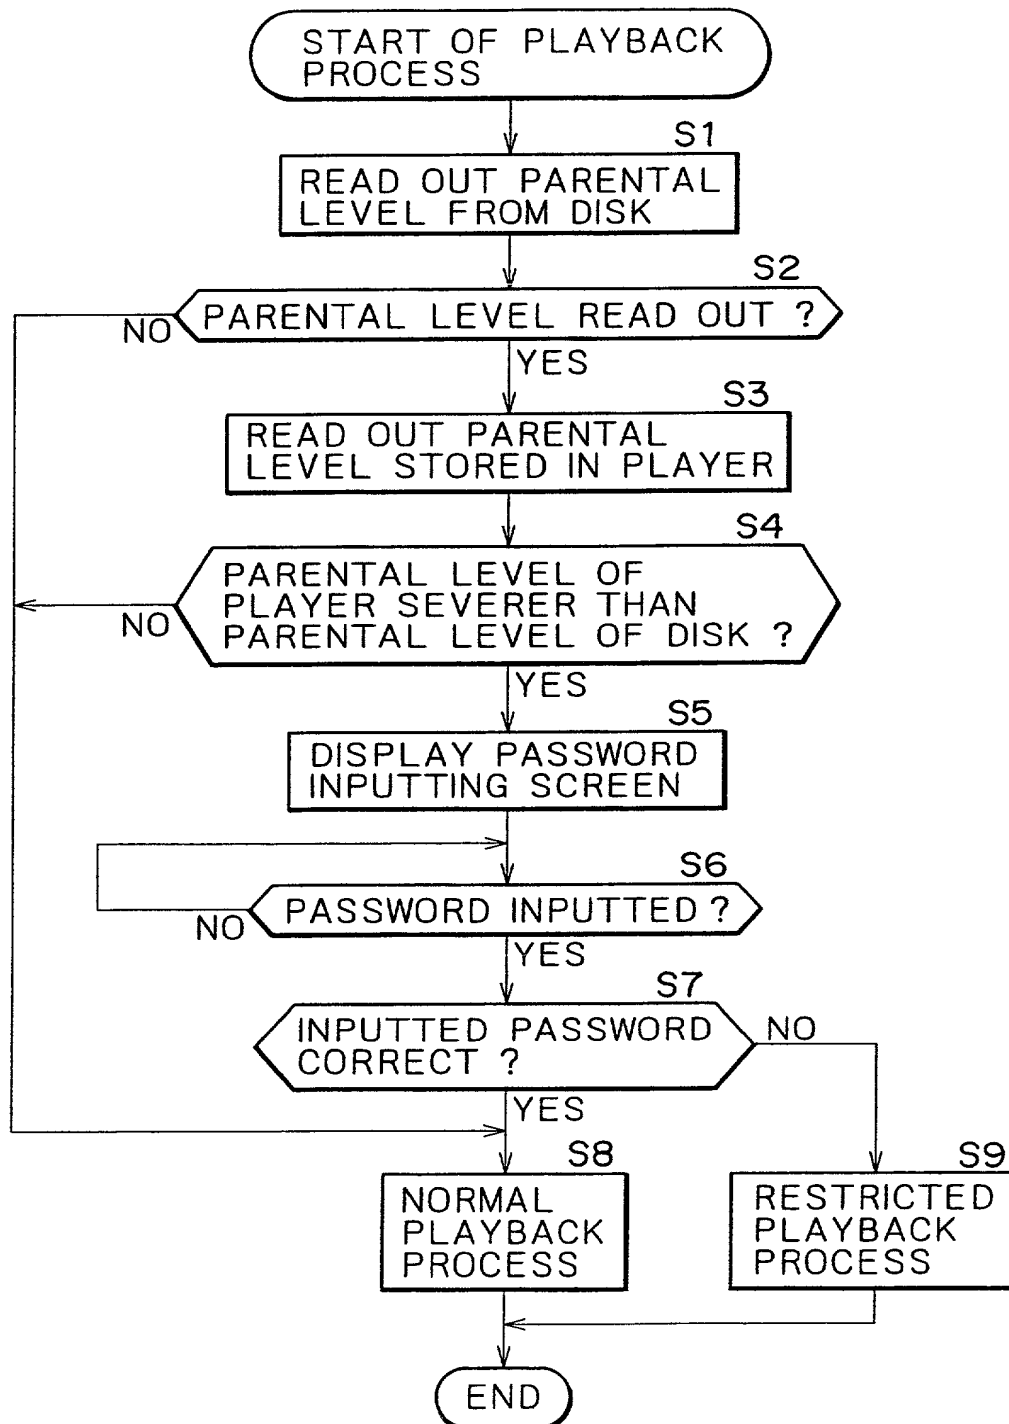 START OF PLAYBACK
PROCESS
S1
READ OUT PARENTAL
LEVEL FROM DISK
S2
PARENTAL LEVEL READ OUT ?
NO
YES
S3
READ OUT PARENTAL
LEVEL STORED IN PLAYER
S4
PARENTAL LEVEL OF
PLAYER SEVERER THAN
PARENTAL LEVEL OF DISK ?
NO
YES
S5
DISPLAY PASSWORD
INPUTTING SCREEN
S6
PASSWORD INPUTTED ?
NO
YES
S7
INPUTTED PASSWORD
CORRECT ?
NO
YES
S8
NORMAL
PLAYBACK
PROCESS
S9
RESTRICTED
PLAYBACK
PROCESS
END